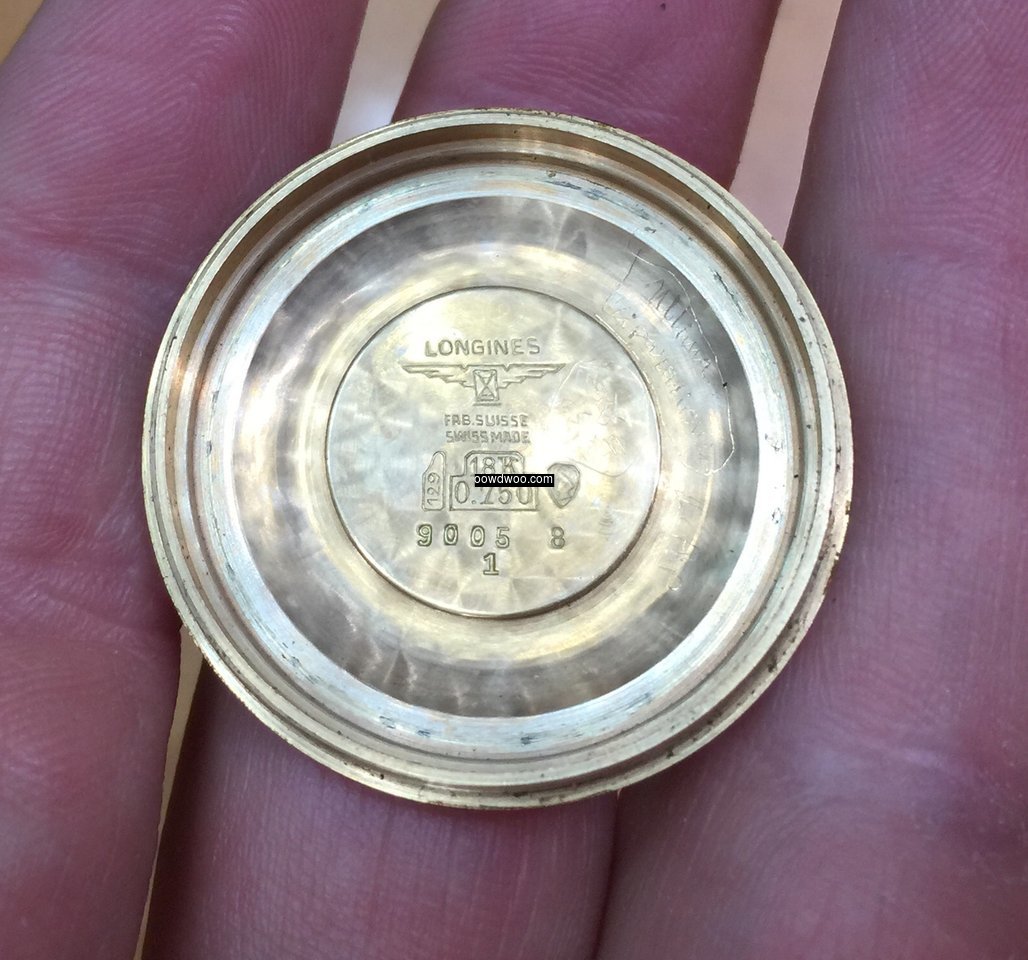 LONGINES
FAB.SUISSE
SWISS MADE
18K
129
0.750
oowdwoo.com
9005 8
1